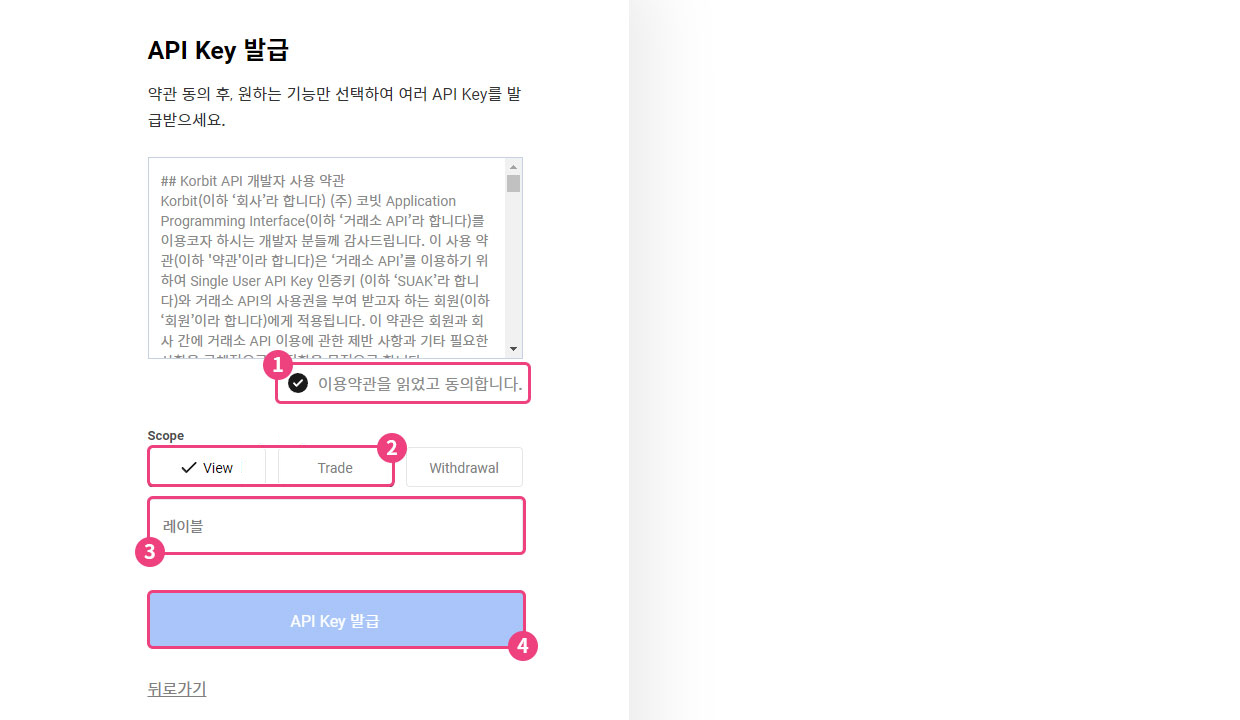 API Key 발급
약관 동의 후, 원하는 기능만 선택하여 여러 API Key를 발
급받으세요.
## Korbit API 개발자 사용 약관
Korbit(이하 ‘회사’라 합니다) (주) 코빗 Application
Programming Interface(이하 ‘거래소 API’라 합니다)를
이용코자 하시는 개발자 분들께 감사드립니다. 이 사용 약
관(이하 '약관'이라 합니다)은 ‘거래소 API’를 이용하기 위
하여 Single User API Key 인증키 (이하 ‘SUAK’라 합니
다)와 거래소 API의 사용권을 부여 받고자 하는 회원(이하
‘회원’이라 합니다)에게 적용됩니다. 이 약관은 회원과 회
사 간에 거래소 API 이용에 관한 제반 사항과 기타 필요한
1
이용약관을 읽었고 동의합니다.
Scope
2
View Trade Withdrawal
레이블
3
API Key 발급
4
뒤로가기